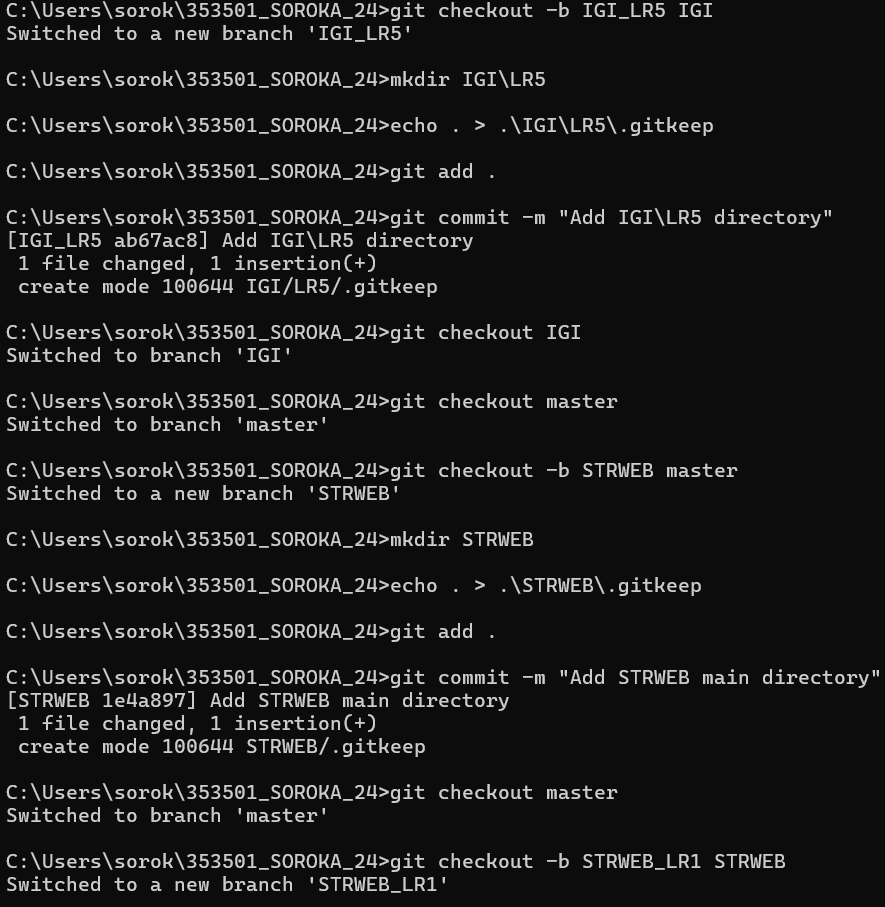 C:\Users\sorok\353501_SOROKA_24>git checkout -b IGI_LR5 IGI
Switched to a new branch 'IGI_LR5'
C:\Users\sorok\353501_SOROKA_24>mkdir IGI\LR5
C:\Users\sorok\353501_SOROKA_24>echo . > .\IGI\LR5\.gitkeep
C:\Users\sorok\353501_SOROKA_24>git add .
C:\Users\sorok\353501_SOROKA_24>git commit -m "Add IGI\LR5 directory"
[IGI_LR5 ab67ac8] Add IGI\LR5 directory
 1 file changed, 1 insertion(+)
 create mode 100644 IGI/LR5/.gitkeep
C:\Users\sorok\353501_SOROKA_24>git checkout IGI
Switched to branch 'IGI'
C:\Users\sorok\353501_SOROKA_24>git checkout master
Switched to branch 'master'
C:\Users\sorok\353501_SOROKA_24>git checkout -b STRWEB master
Switched to a new branch 'STRWEB'
C:\Users\sorok\353501_SOROKA_24>mkdir STRWEB
C:\Users\sorok\353501_SOROKA_24>echo . > .\STRWEB\.gitkeep
C:\Users\sorok\353501_SOROKA_24>git add .
C:\Users\sorok\353501_SOROKA_24>git commit -m "Add STRWEB main directory"
[STRWEB 1e4a897] Add STRWEB main directory
 1 file changed, 1 insertion(+)
 create mode 100644 STRWEB/.gitkeep
C:\Users\sorok\353501_SOROKA_24>git checkout master
Switched to branch 'master'
C:\Users\sorok\353501_SOROKA_24>git checkout -b STRWEB_LR1 STRWEB
Switched to a new branch 'STRWEB_LR1'